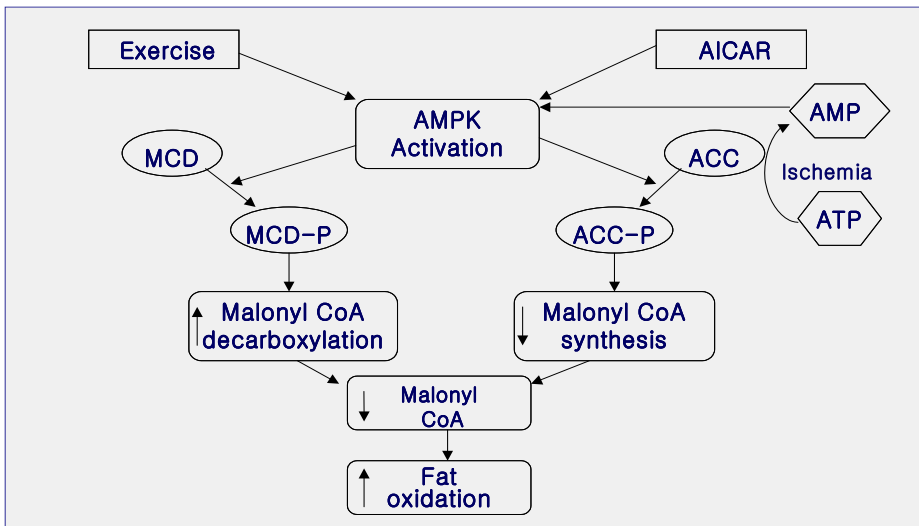 Exercise
AICAR
AMPK
Activation
AMP
MCD
ACC
Ischemia
MCD-P
ACC-P
ATP
Malonyl CoA
decarboxylation
Malonyl CoA
synthesis
Malonyl
CoA
Fat
oxidation